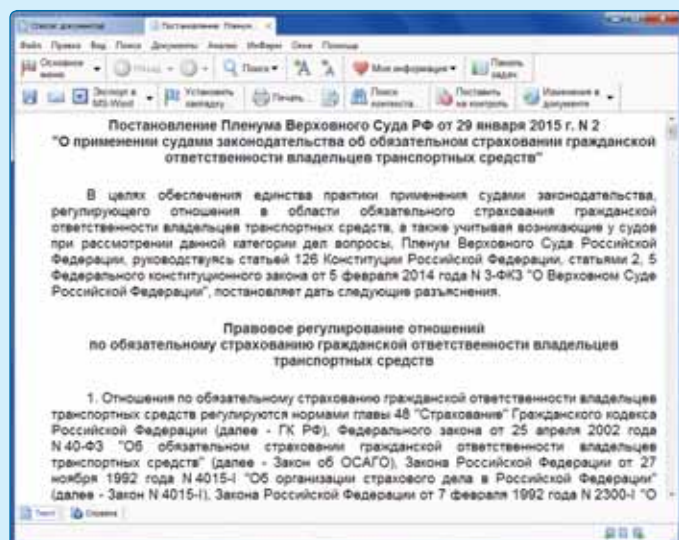 Список документов
Постановление Пленум
Файл Правка Вид Поиск Документы Анализ Окна Помощь
Основное меню
Назад
Поиск
Моя информация
Панель задач
Экспорт в MS-Word
Установить закладку
Печать
Поиск контекста
Поставить на контроль
Изменения в документе
Постановление Пленума Верховного Суда РФ от 29 января 2015 г. N 2
"О применении судами законодательства об обязательном страховании гражданской
ответственности владельцев транспортных средств"
В целях обеспечения единства практики применения судами законодательства,
регулирующего отношения в области обязательного страхования гражданской
ответственности владельцев транспортных средств, а также учитывая возникающие у судов
при рассмотрении данной категории дел вопросы, Пленум Верховного Суда Российской
Федерации, руководствуясь статьей 126 Конституции Российской Федерации, статьями 2, 5
Федерального конституционного закона от 5 февраля 2014 года N 3-ФКЗ "О Верховном Суде
Российской Федерации", постановляет дать следующие разъяснения.
Правовое регулирование отношений
по обязательному страхованию гражданской ответственности владельцев
транспортных средств
1. Отношения по обязательному страхованию гражданской ответственности владельцев
транспортных средств регулируются нормами главы 48 "Страхование" Гражданского кодекса
Российской Федерации (далее - ГК РФ), Федерального закона от 25 апреля 2002 года
N 40-ФЗ "Об обязательном страховании гражданской ответственности владельцев
транспортных средств" (далее - Закон об ОСАГО), Закона Российской Федерации от 27
ноября 1992 года N 4015-I "Об организации страхового дела в Российской Федерации"
(далее - Закон N 4015-I), Закона Российской Федерации от 7 февраля 1992 года N 2300-I "О
Текст
Справка